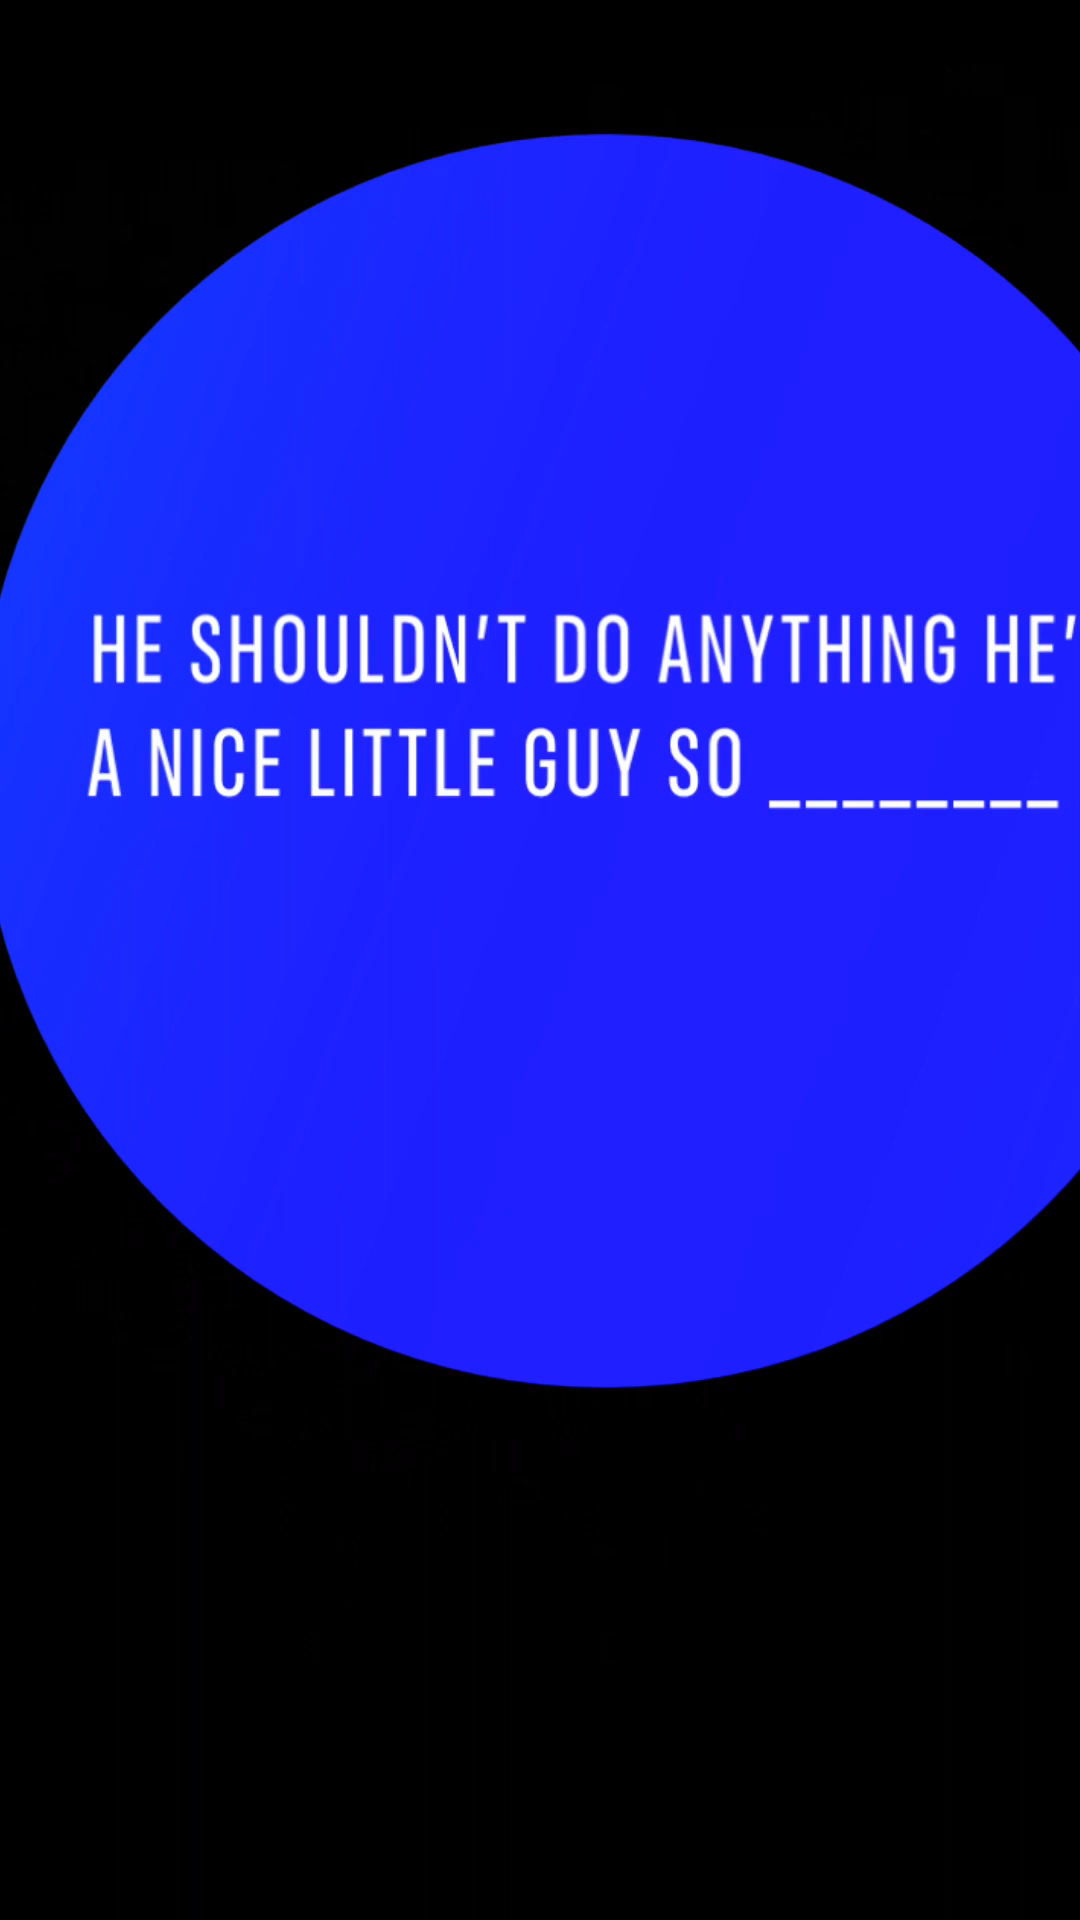 HE SHOULDN'T DO ANYTHING HE'
A NICE LITTLE GUY SO ________